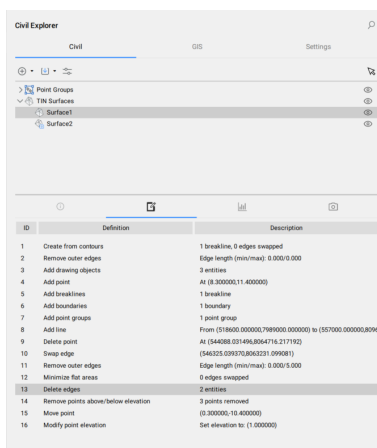 Civil Explorer
Civil GIS Settings
Point Groups
TIN Surfaces
Surface1
Surface2
ID Definition Description
1 Create from contours 1 breakline, 0 edges swapped
2 Remove outer edges Edge length (min/max): 0.000/0.000
3 Add drawing objects 3 entities
4 Add point At (8.300000,11.400000)
5 Add breaklines 1 breakline
6 Add boundaries 1 boundary
7 Add point groups 1 point group
8 Add line From (518600.000000,7989000.000000) to (557000.000000,8096
9 Delete point At (544088.031496,8064716.217192)
10 Swap edge (546325.039370,8063231.099081)
11 Remove outer edges Edge length (min/max): 0.000/5.000
12 Minimize flat areas 0 edges swapped
13 Delete edges 2 entities
14 Remove points above/below elevation 3 points removed
15 Move point (0.300000,-10.400000)
16 Modify point elevation Set elevation to: (1.000000)